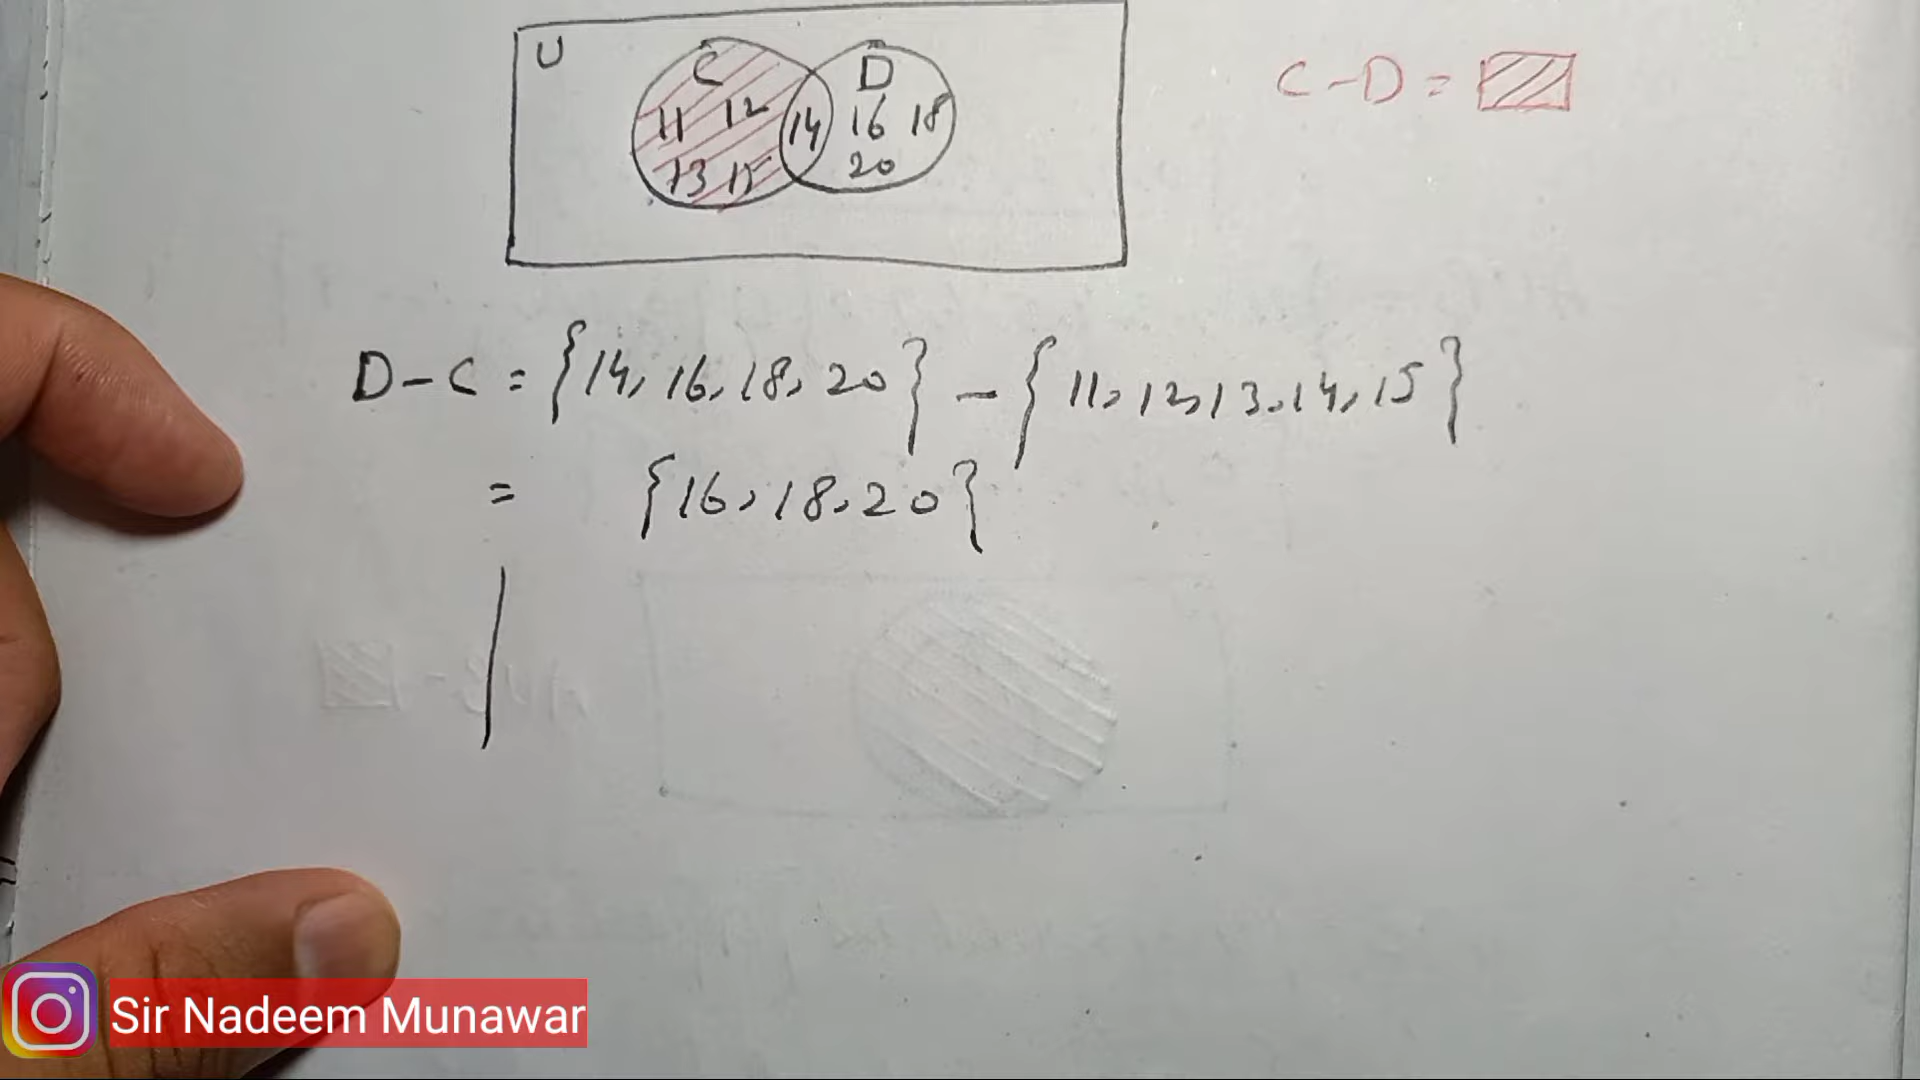 U
C D
11 12 14 16 18
13 15 20
C-D =
D-C = {14, 16, 18, 20} - {11, 12, 13, 14, 15}
= {16, 18, 20}
Sir Nadeem Munawar